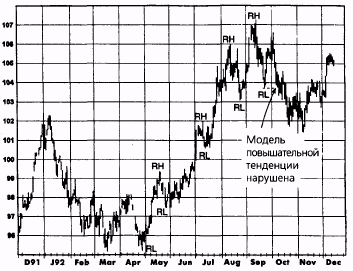 107
106
105
104
103
102
101
100
99
98
97
96
RH
RH
RH
RH
RL
RL
RL
RL
RL
Модель
повышательной
тенденции
нарушена
D91 J92 Feb Mar Apr May Jun Jul Aug Sep Oct Nov Dec